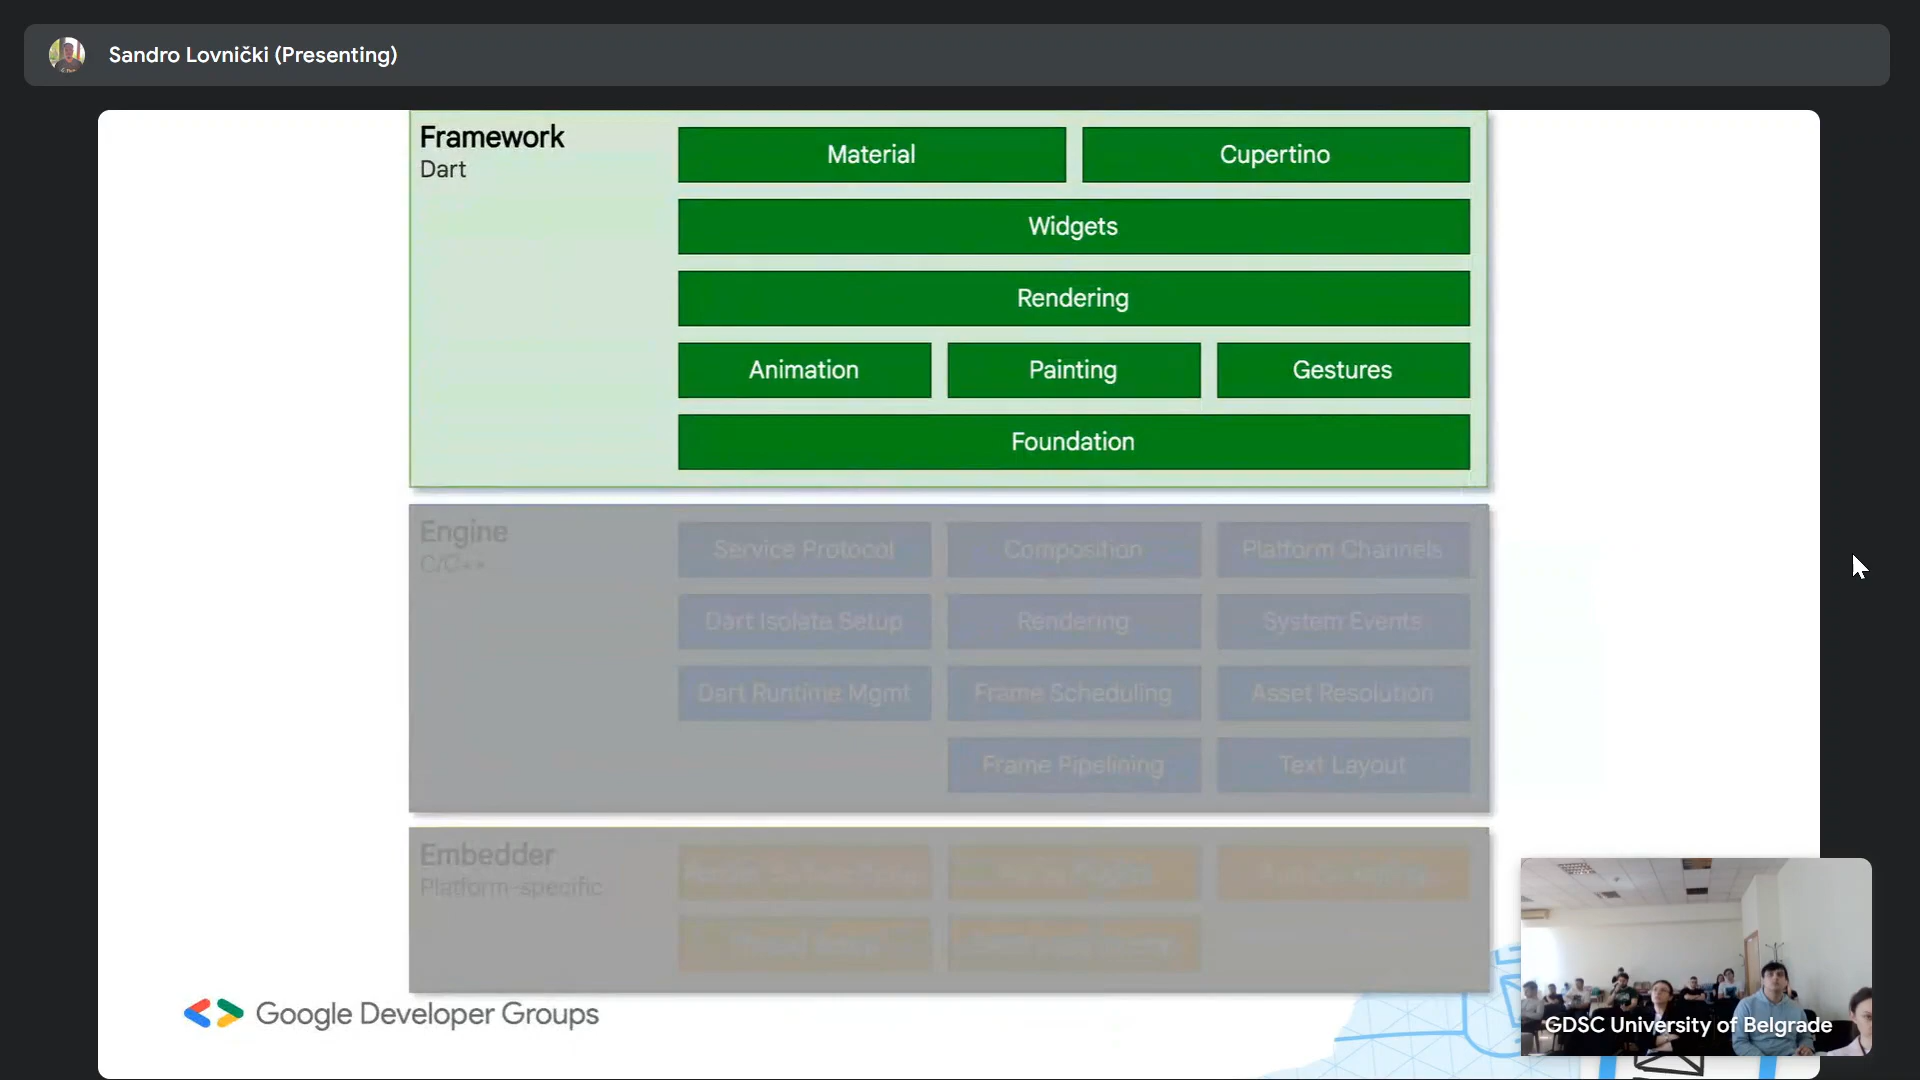 Sandro Lovnički (Presenting)
Framework
Dart
Material
Cupertino
Widgets
Rendering
Animation
Painting
Gestures
Foundation
Engine
C/C++
Service Protocol
Composition
Platform Channels
Dart Isolate Setup
Rendering
System Events
Dart Runtime Mgmt
Frame Scheduling
Asset Resolution
Frame Pipelining
Text Layout
Embedder
Platform-specific
Google Developer Groups
GDSC University of Belgrade